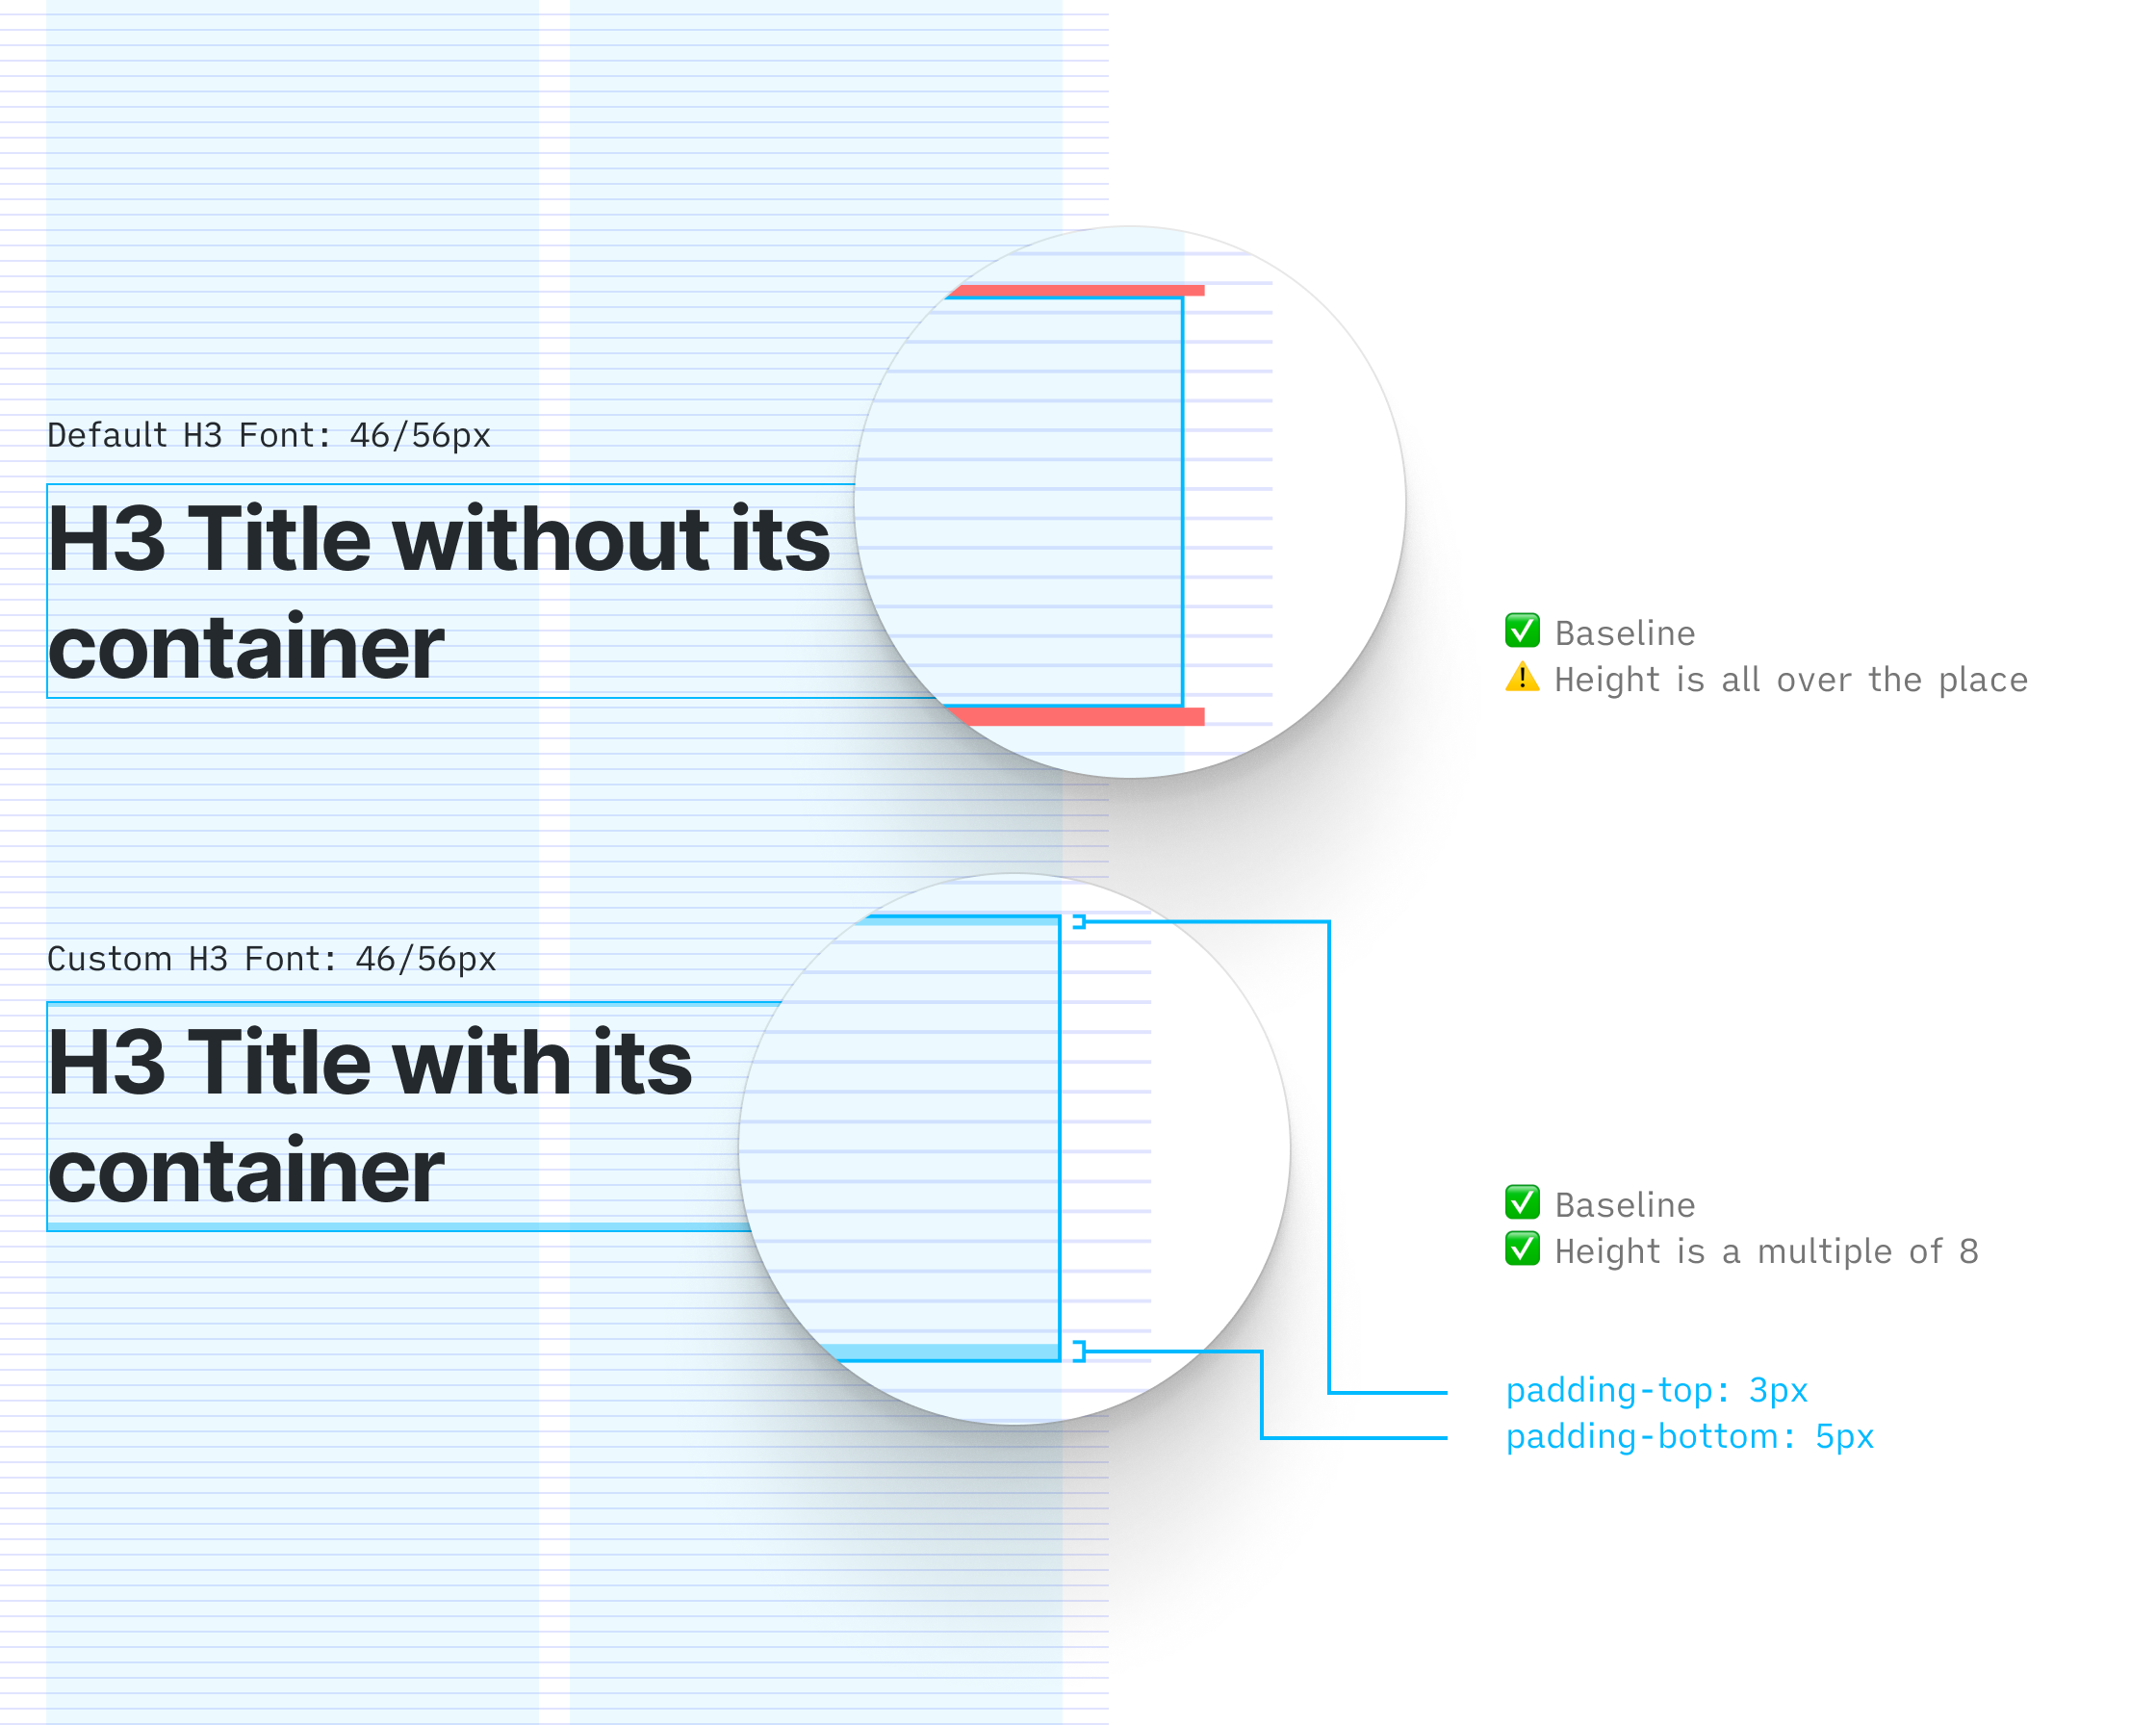 Default H3 Font: 46/56px
H3 Title without its
container
✅ Baseline
⚠️ Height is all over the place
Custom H3 Font: 46/56px
H3 Title with its
container
✅ Baseline
✅ Height is a multiple of 8
padding-top: 3px
padding-bottom: 5px